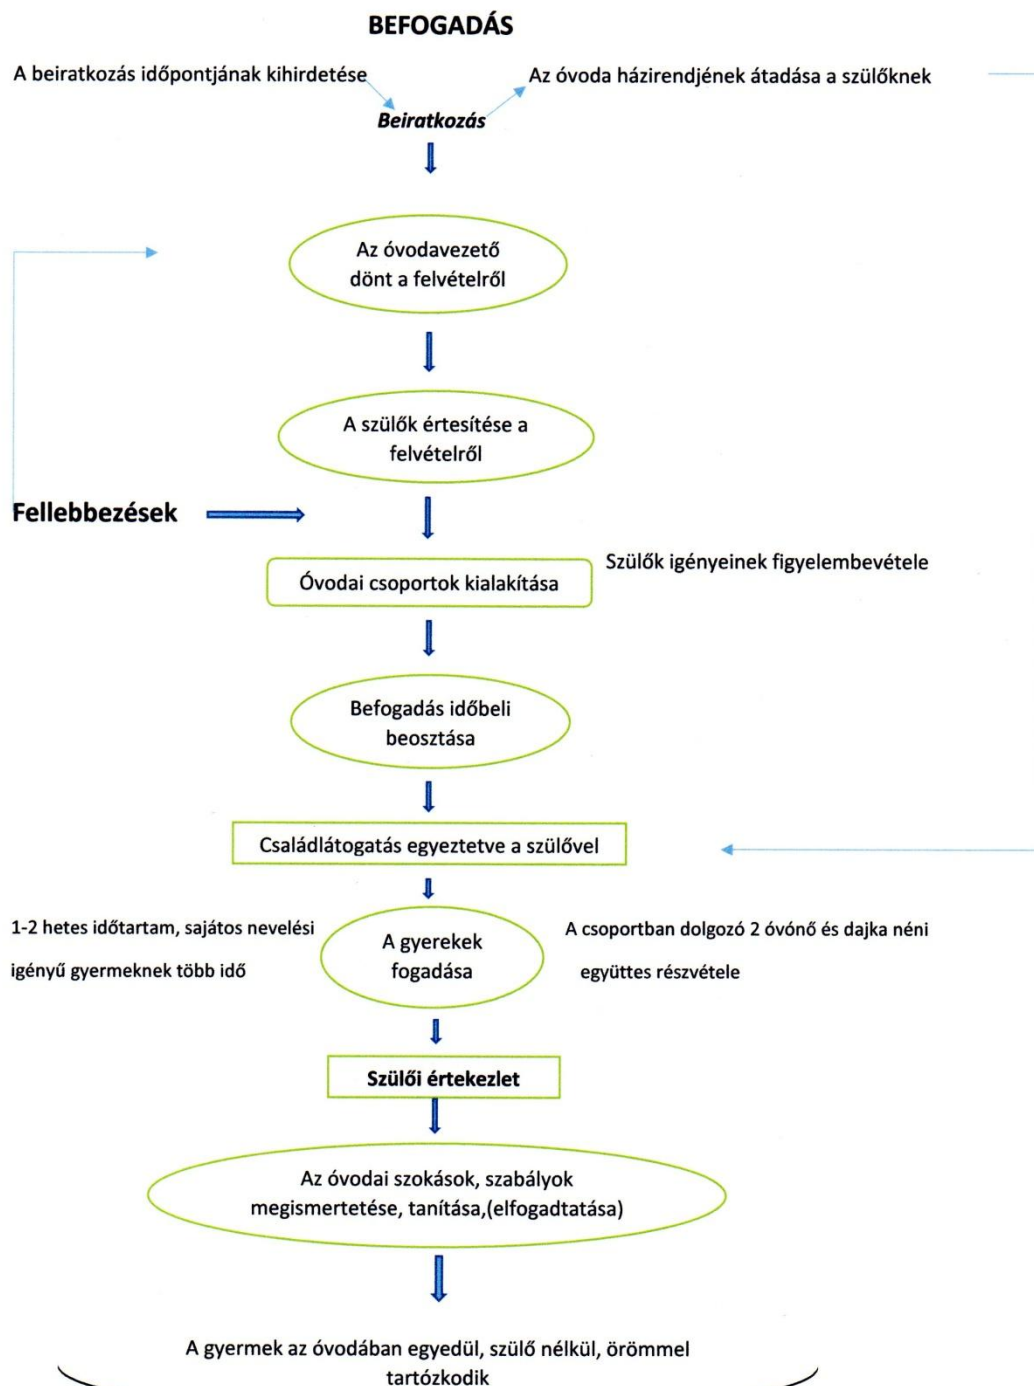 BEFOGADÁS
A beiratkozás időpontjának kihirdetése
Az óvoda házirendjének átadása a szülőknek
Beiratkozás
Az óvodavezető
dönt a felvételről
A szülők értesítése a
felvételről
Fellebbezések
Óvodai csoportok kialakítása
Szülők igényeinek figyelembevétele
Befogadás időbeli
beosztása
Családlátogatás egyeztetve a szülővel
1-2 hetes időtartam, sajátos nevelési
igényű gyermeknek több idő
A gyerekek
fogadása
A csoportban dolgozó 2 óvónő és dajka néni
együttes részvétele
Szülői értekezlet
Az óvodai szokások, szabályok
megismertetése, tanítása,(elfogadtatása)
A gyermek az óvodában egyedül, szülő nélkül, örömmel
tartózkodik